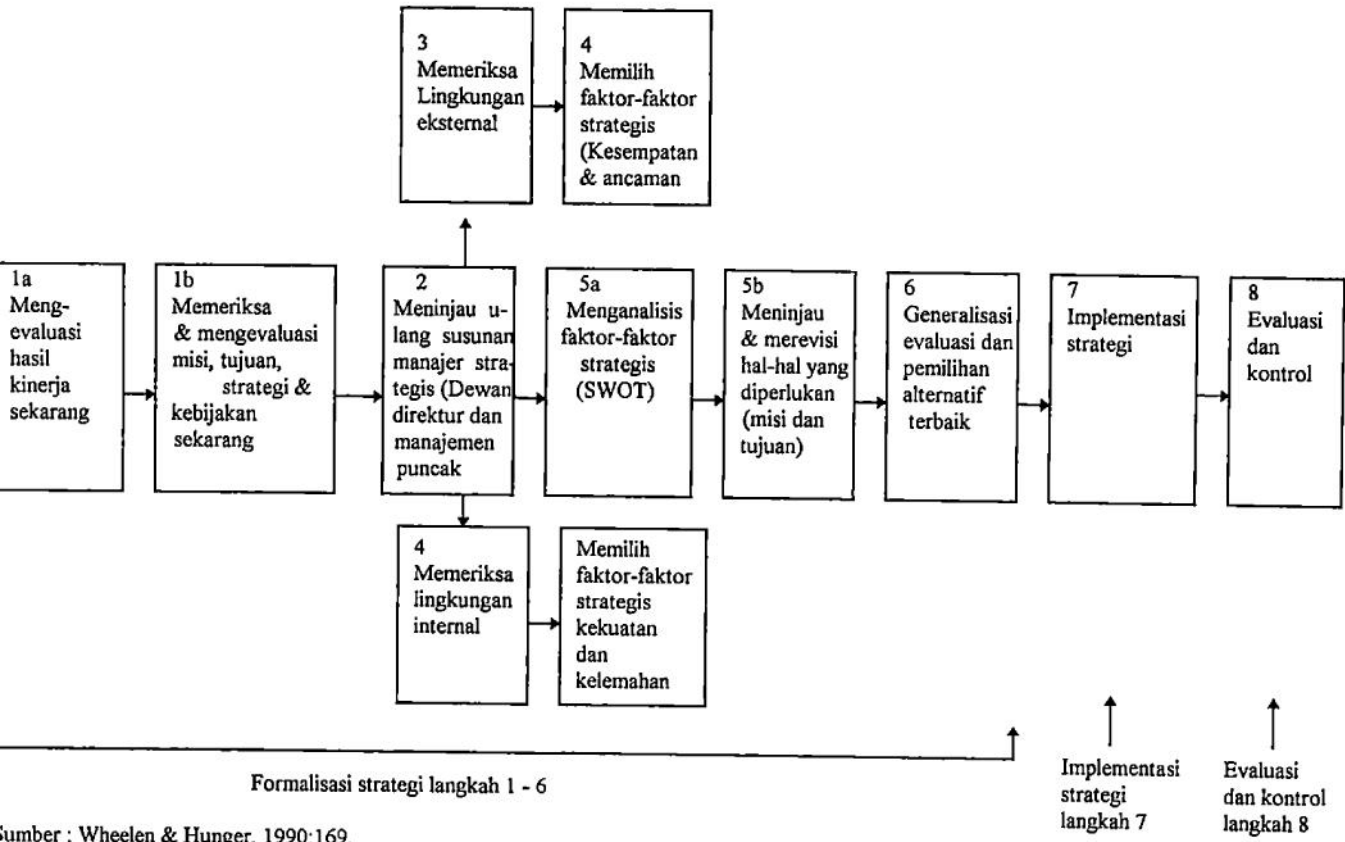 3
Memeriksa
Lingkungan
eksternal
4
Memilih
faktor-faktor
strategis
(Kesempatan
& ancaman
1a
Meng-
evaluasi
hasil
kinerja
sekarang
1b
Memeriksa
& mengevaluasi
misi, tujuan,
strategi &
kebijakan
sekarang
2
Meninjau u-
lang susunan
manajer stra-
tegis (Dewan
direktur dan
manajemen
puncak
5a
Menganalisis
faktor-faktor
strategis
(SWOT)
5b
Meninjau
& merevisi
hal-hal yang
diperlukan
(misi dan
tujuan)
6
Generalisasi
evaluasi dan
pemilihan
alternatif
terbaik
7
Implementasi
strategi
8
Evaluasi
dan
kontrol
4
Memeriksa
lingkungan
internal
Memilih
faktor-faktor
strategis
kekuatan
dan
kelemahan
Formalisasi strategi langkah 1 - 6
Implementasi
strategi
langkah 7
Evaluasi
dan kontrol
langkah 8
Sumber : Wheelen & Hunger, 1990:169.